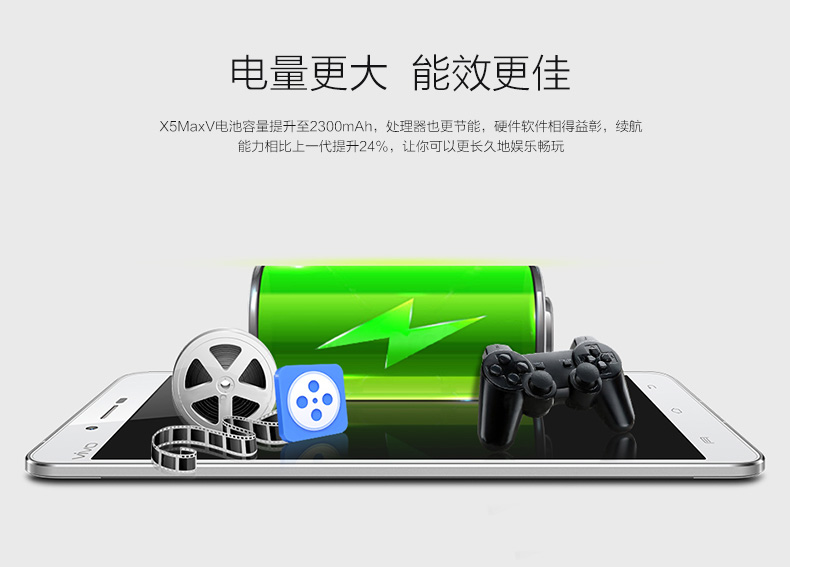 电量更大 能效更佳
X5MaxV电池容量提升至2300mAh，处理器也更节能，硬件软件相得益彰，续航
能力相比上一代提升24%，让你可以更长久地娱乐畅玩
vivo